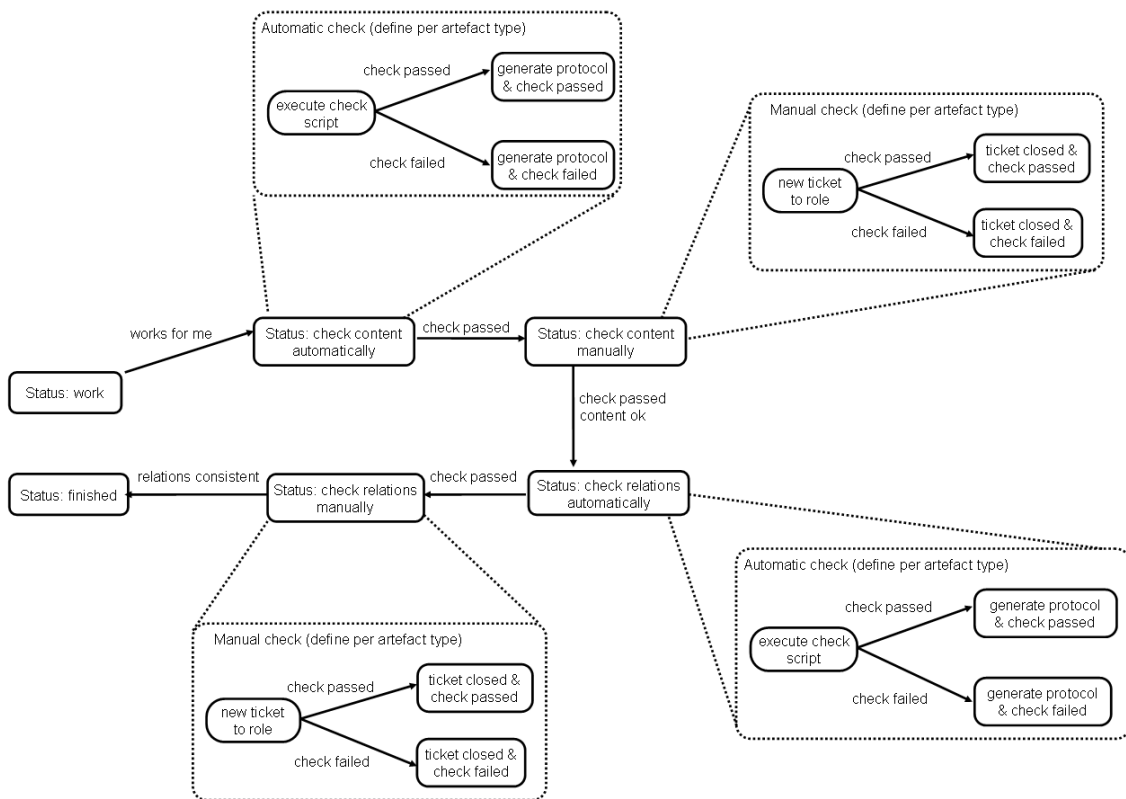 Automatic check (define per artefact type)
check passed
generate protocol
& check passed
execute check
script
check failed
generate protocol
& check failed
Manual check (define per artefact type)
check passed
ticket closed &
check passed
new ticket
to role
check failed
ticket closed &
check failed
works for me
Status: check content
automatically
check passed
Status: check content
manually
Status: work
check passed
content ok
Status: finished
relations consistent
Status: check relations
manually
check passed
Status: check relations
automatically
Automatic check (define per artefact type)
check passed
generate protocol
& check passed
execute check
script
check failed
generate protocol
& check failed
Manual check (define per artefact type)
check passed
ticket closed &
check passed
new ticket
to role
check failed
ticket closed &
check failed